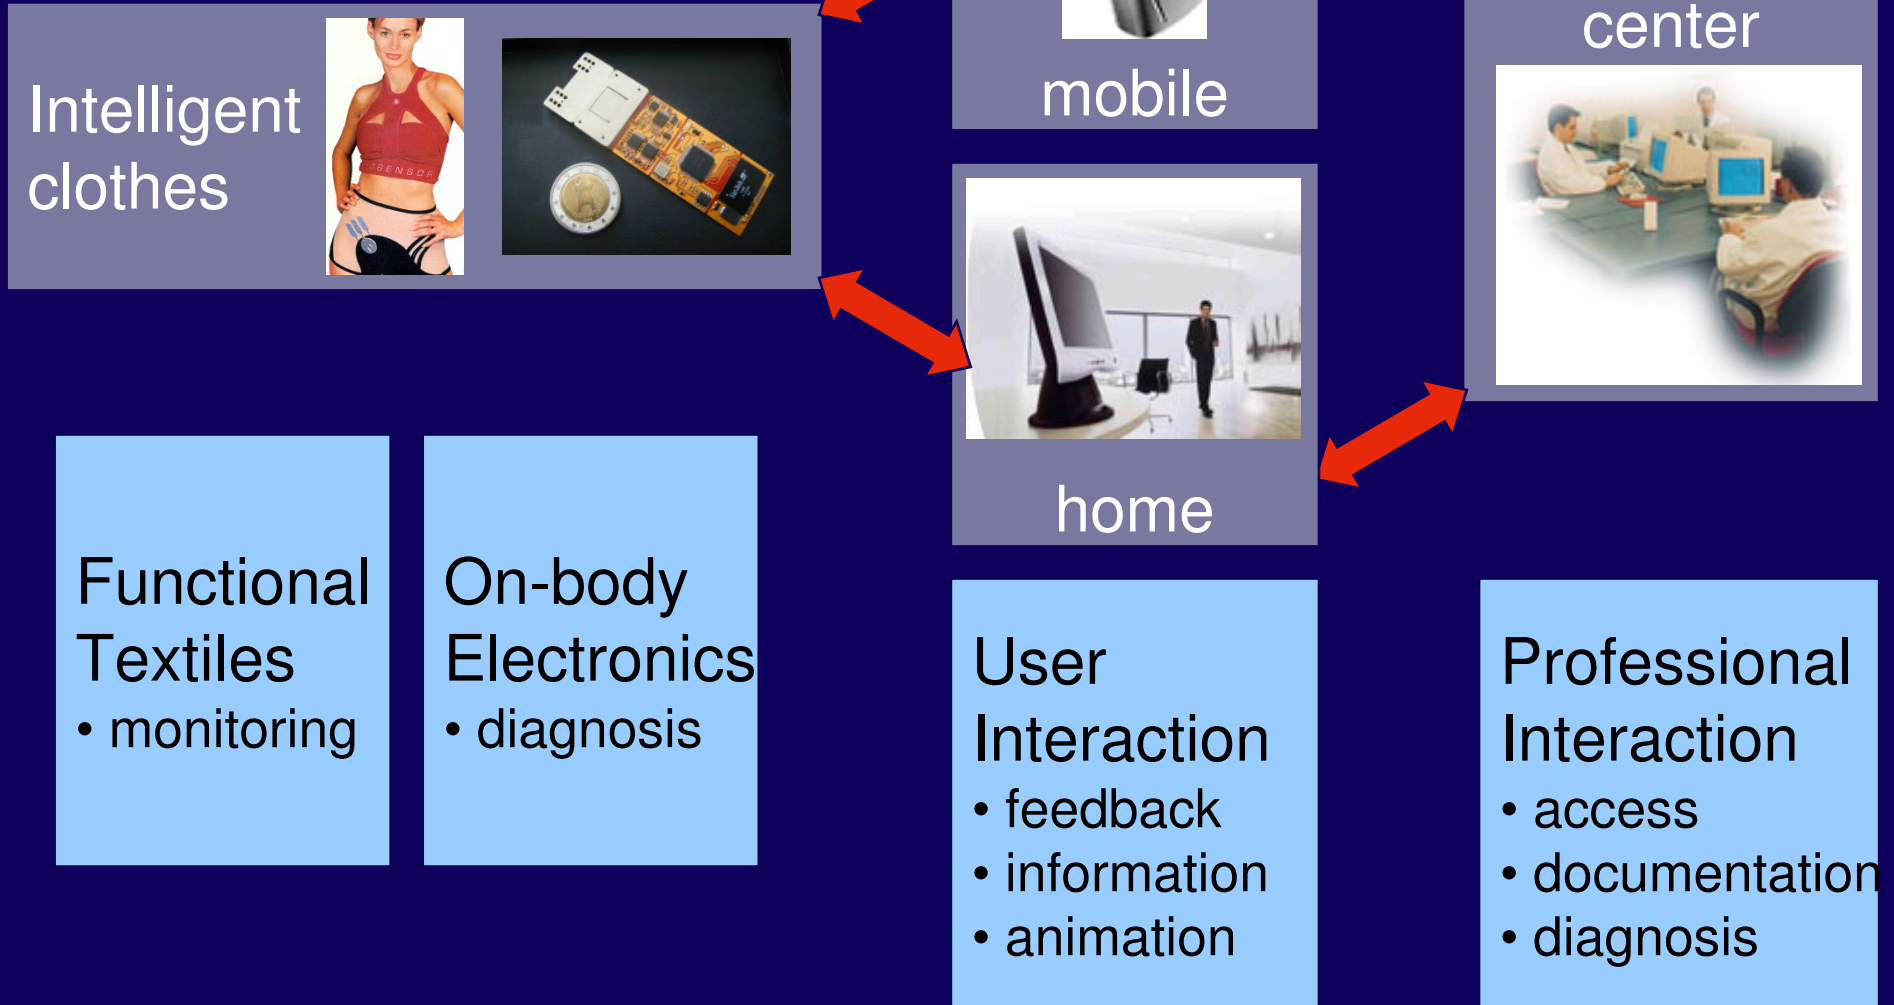 Intelligent
clothes
SENSOR
mobile
center
home
Functional
Textiles
• monitoring
On-body
Electronics
• diagnosis
User
Interaction
• feedback
• information
• animation
Professional
Interaction
• access
• documentation
• diagnosis